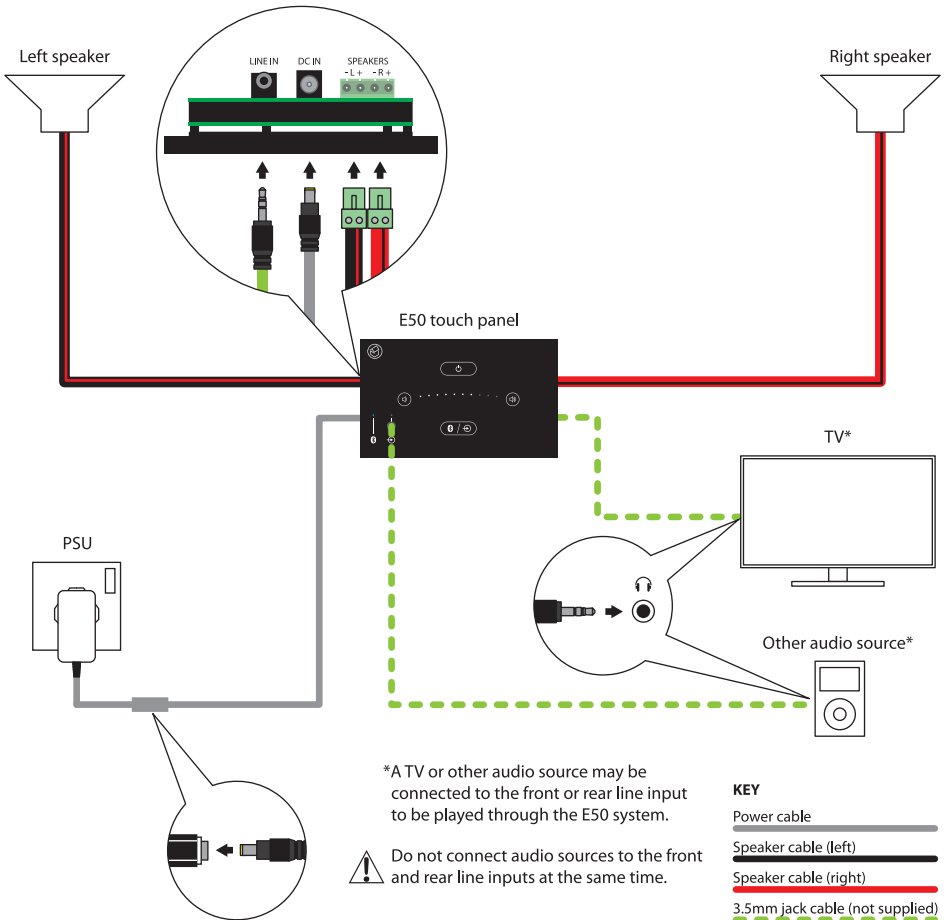 Left speaker
Right speaker
LINE IN
DC IN
SPEAKERS
- L + - R +
E50 touch panel
TV*
PSU
Other audio source*
*A TV or other audio source may be
connected to the front or rear line input
to be played through the E50 system.
Do not connect audio sources to the front
and rear line inputs at the same time.
KEY
Power cable
Speaker cable (left)
Speaker cable (right)
3.5mm jack cable (not supplied)